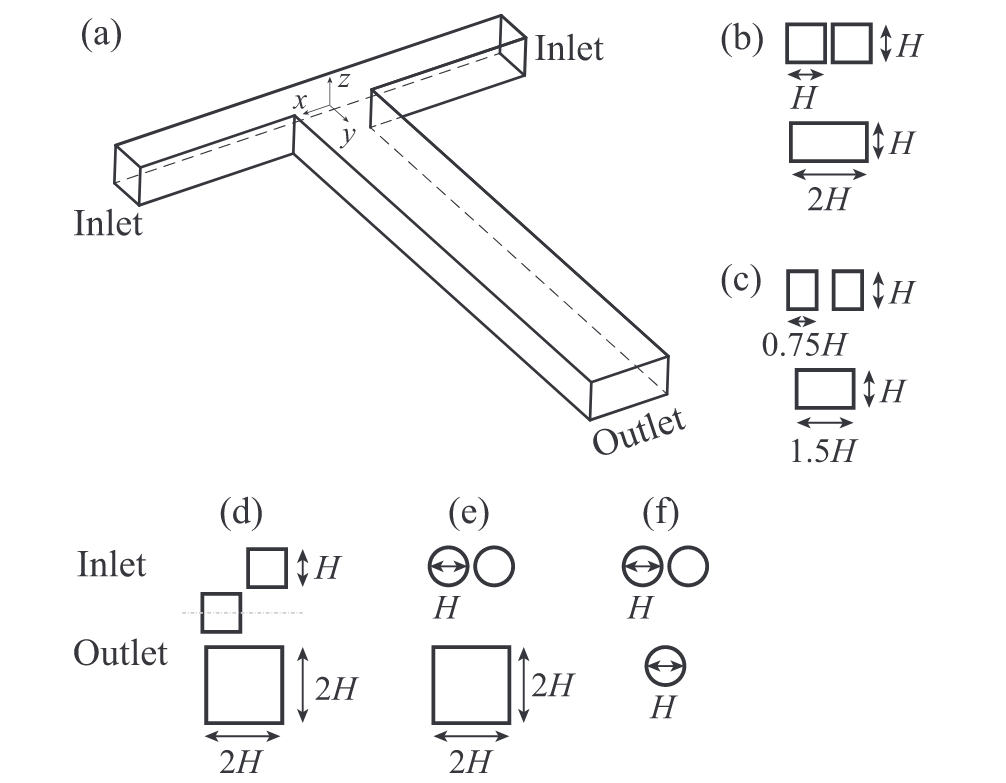 (a)
Inlet
z
x
y
Inlet
Outlet
(b)
H
H
H
2H
(c)
H
0.75H
H
1.5H
(d)
(e)
(f)
Inlet
H
H
H
Outlet
2H
2H
H
2H
2H